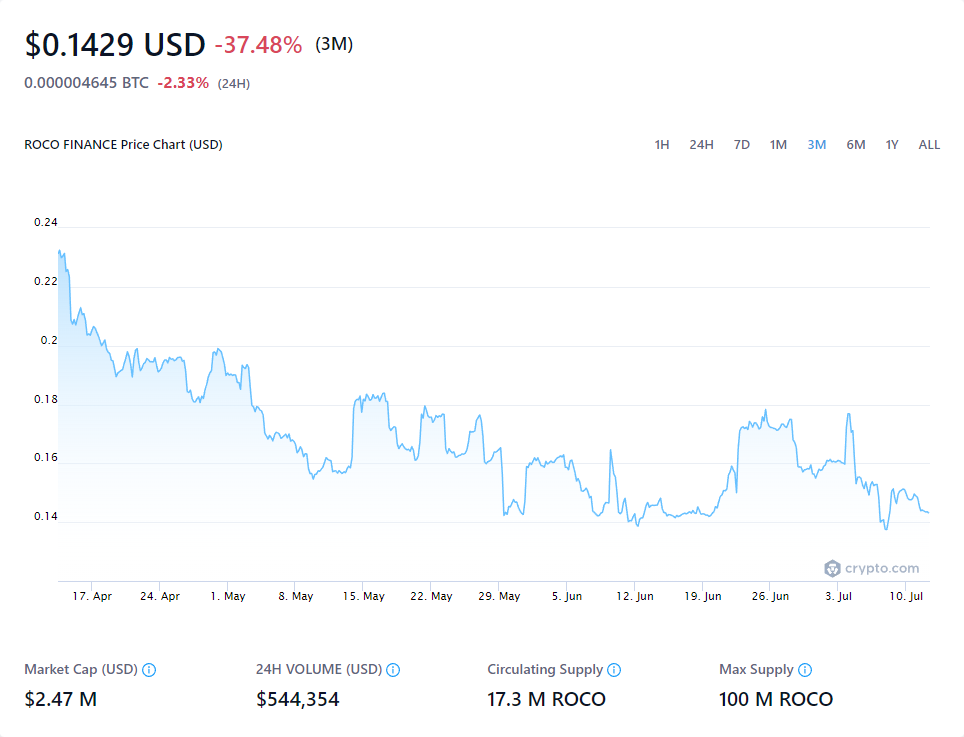 $0.1429 USD -37.48% (3M)
0.000004645 BTC -2.33% (24H)
ROCO FINANCE Price Chart (USD) 1H 24H 7D 1M 3M 6M 1Y ALL
0.24
0.22
0.2
0.18
0.16
0.14
crypto.com
17. Apr 24. Apr 1. May 8. May 15. May 22. May 29. May 5. Jun 12. Jun 19. Jun 26. Jun 3. Jul 10. Jul
Market Cap (USD) 24H VOLUME (USD) Circulating Supply Max Supply
$2.47 M $544,354 17.3 M ROCO 100 M ROCO